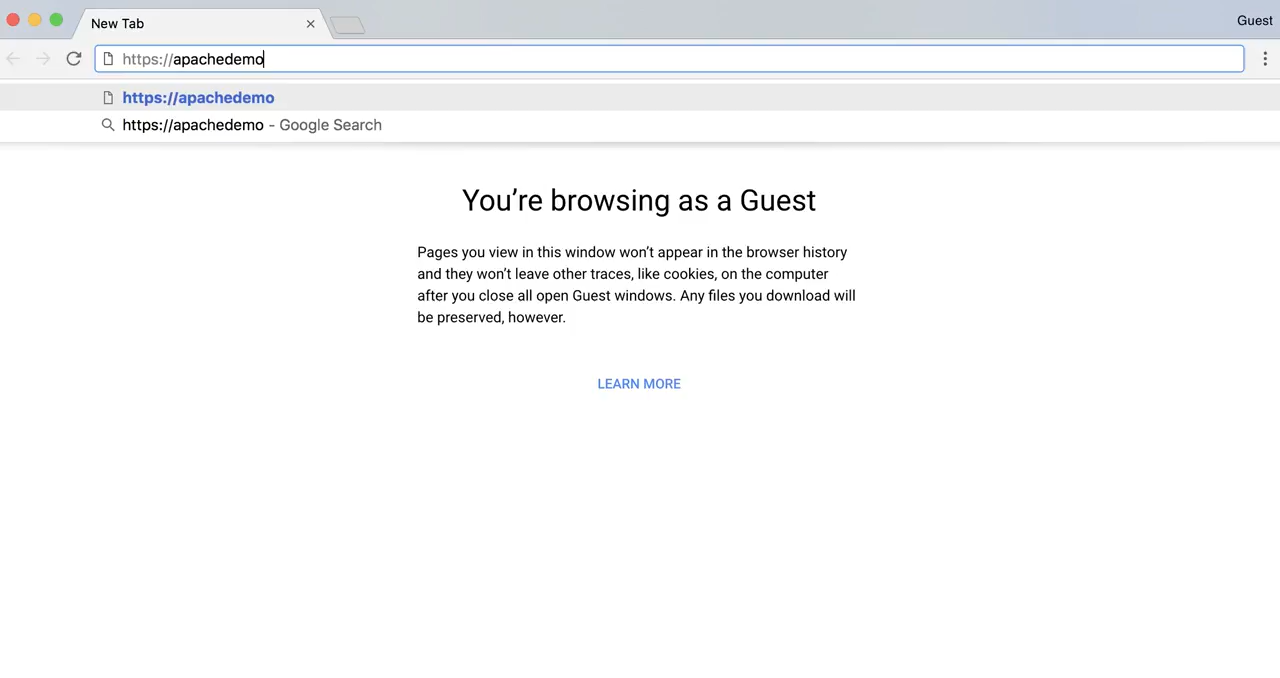 New Tab
Guest
https://apachedemo
https://apachedemo
https://apachedemo - Google Search
You’re browsing as a Guest
Pages you view in this window won’t appear in the browser history
and they won’t leave other traces, like cookies, on the computer
after you close all open Guest windows. Any files you download will
be preserved, however.
LEARN MORE